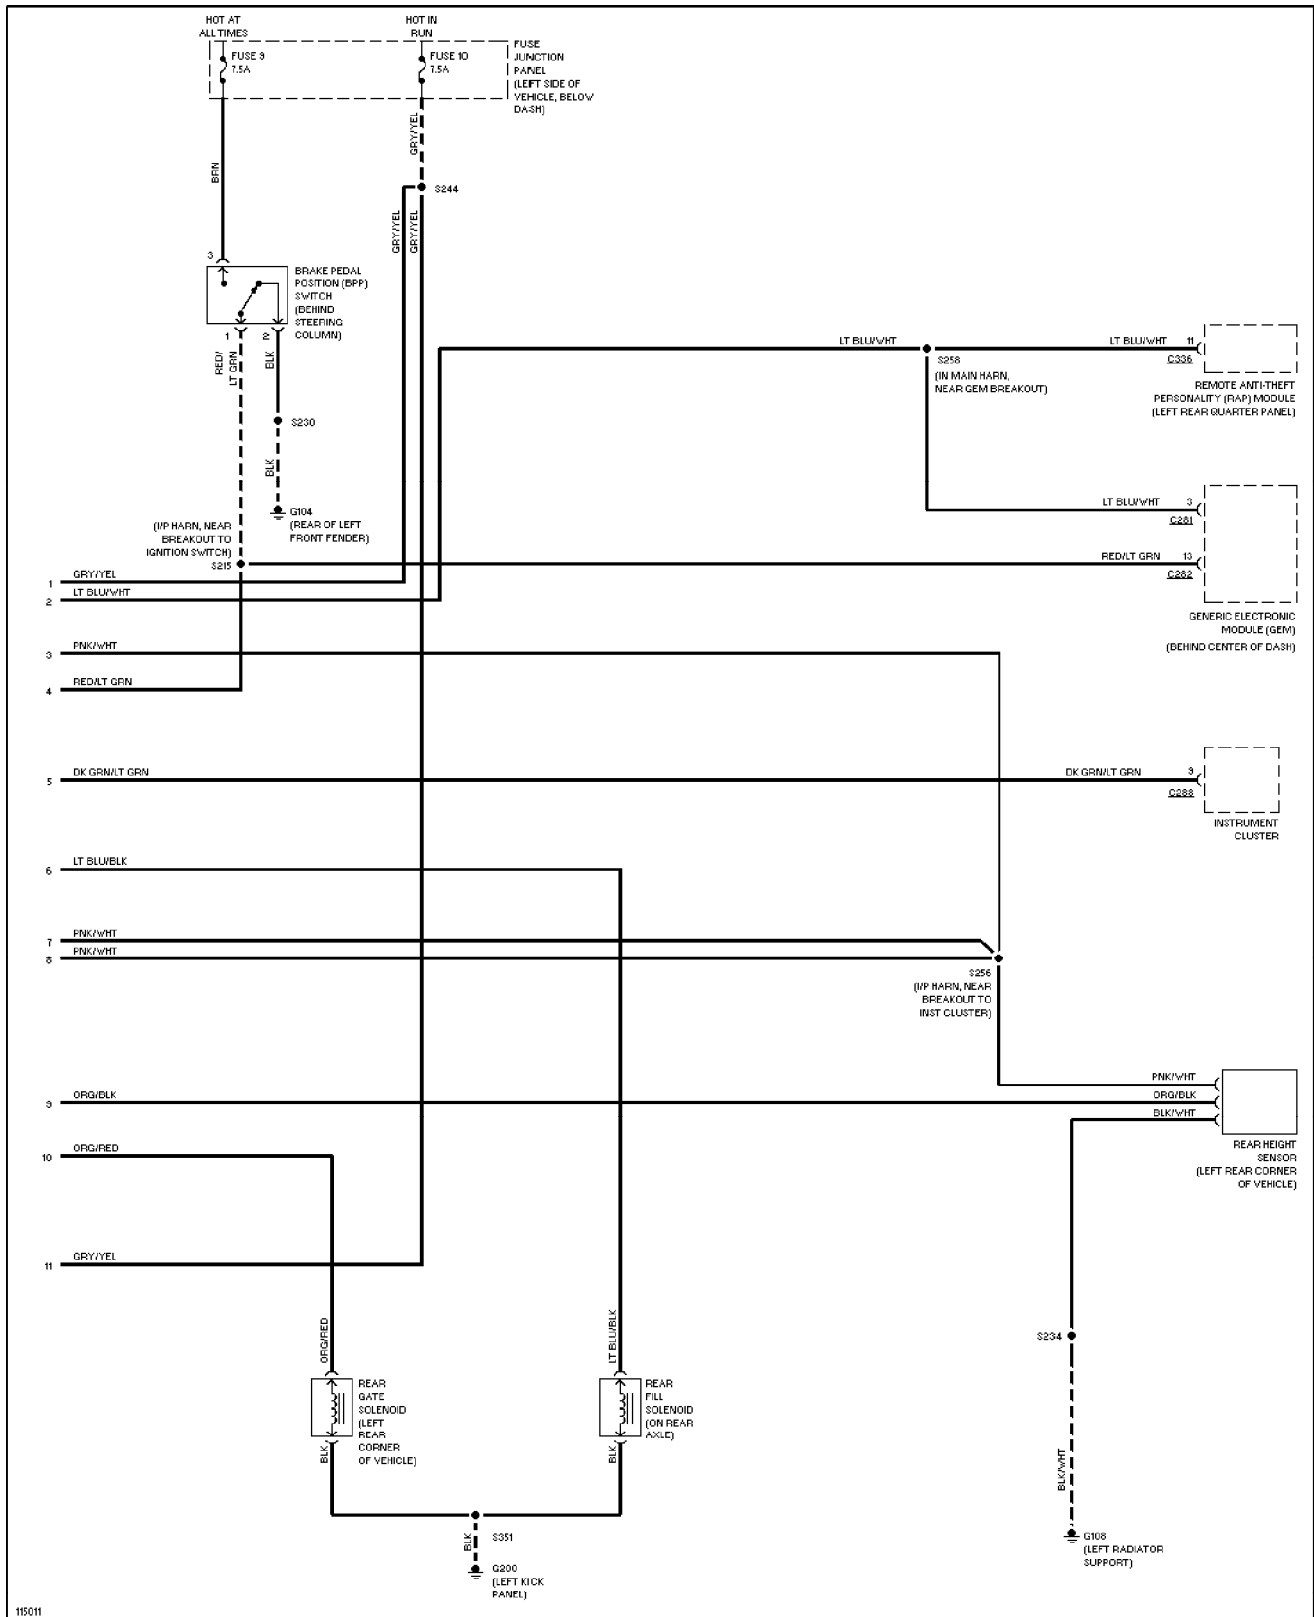 HOT AT
ALL TIMES
HOT IN
RUN
FUSE 9
7.5A
FUSE 10
7.5A
FUSE
JUNCTION
PANEL
(LEFT SIDE OF
VEHICLE, BELOW
DASH)
BRN
GRY/YEL
S244
GRY/YEL
GRY/YEL
3
BRAKE PEDAL
POSITION (BPP)
SWITCH
(BEHIND
STEERING
COLUMN)
1
2
RED/
LT GRN
BLK
S230
BLK
G104
(REAR OF LEFT
FRONT FENDER)
(I/P HARN, NEAR
BREAKOUT TO
IGNITION SWITCH)
S215
LT BLU/WHT
S258
(IN MAIN HARN,
NEAR GEM BREAKOUT)
LT BLU/WHT
11
C336
REMOTE ANTI-THEFT
PERSONALITY (RAP) MODULE
(LEFT REAR QUARTER PANEL)
LT BLU/WHT
3
C281
RED/LT GRN
13
C282
GENERIC ELECTRONIC
MODULE (GEM)
(BEHIND CENTER OF DASH)
1
GRY/YEL
2
LT BLU/WHT
3
PNK/WHT
4
RED/LT GRN
5
DK GRN/LT GRN
DK GRN/LT GRN
9
C288
INSTRUMENT
CLUSTER
6
LT BLU/BLK
7
PNK/WHT
8
PNK/WHT
S256
(I/P HARN, NEAR
BREAKOUT TO
INST CLUSTER)
9
ORG/BLK
PNK/WHT
ORG/BLK
BLK/WHT
REAR HEIGHT
SENSOR
(LEFT REAR CORNER
OF VEHICLE)
10
ORG/RED
11
GRY/YEL
ORG/RED
LT BLU/BLK
S234
REAR
GATE
SOLENOID
(LEFT
REAR
CORNER
OF VEHICLE)
REAR
FILL
SOLENOID
(ON REAR
AXLE)
BLK
BLK
BLK/WHT
S351
BLK
G200
(LEFT KICK
PANEL)
G108
(LEFT RADIATOR
SUPPORT)
115011